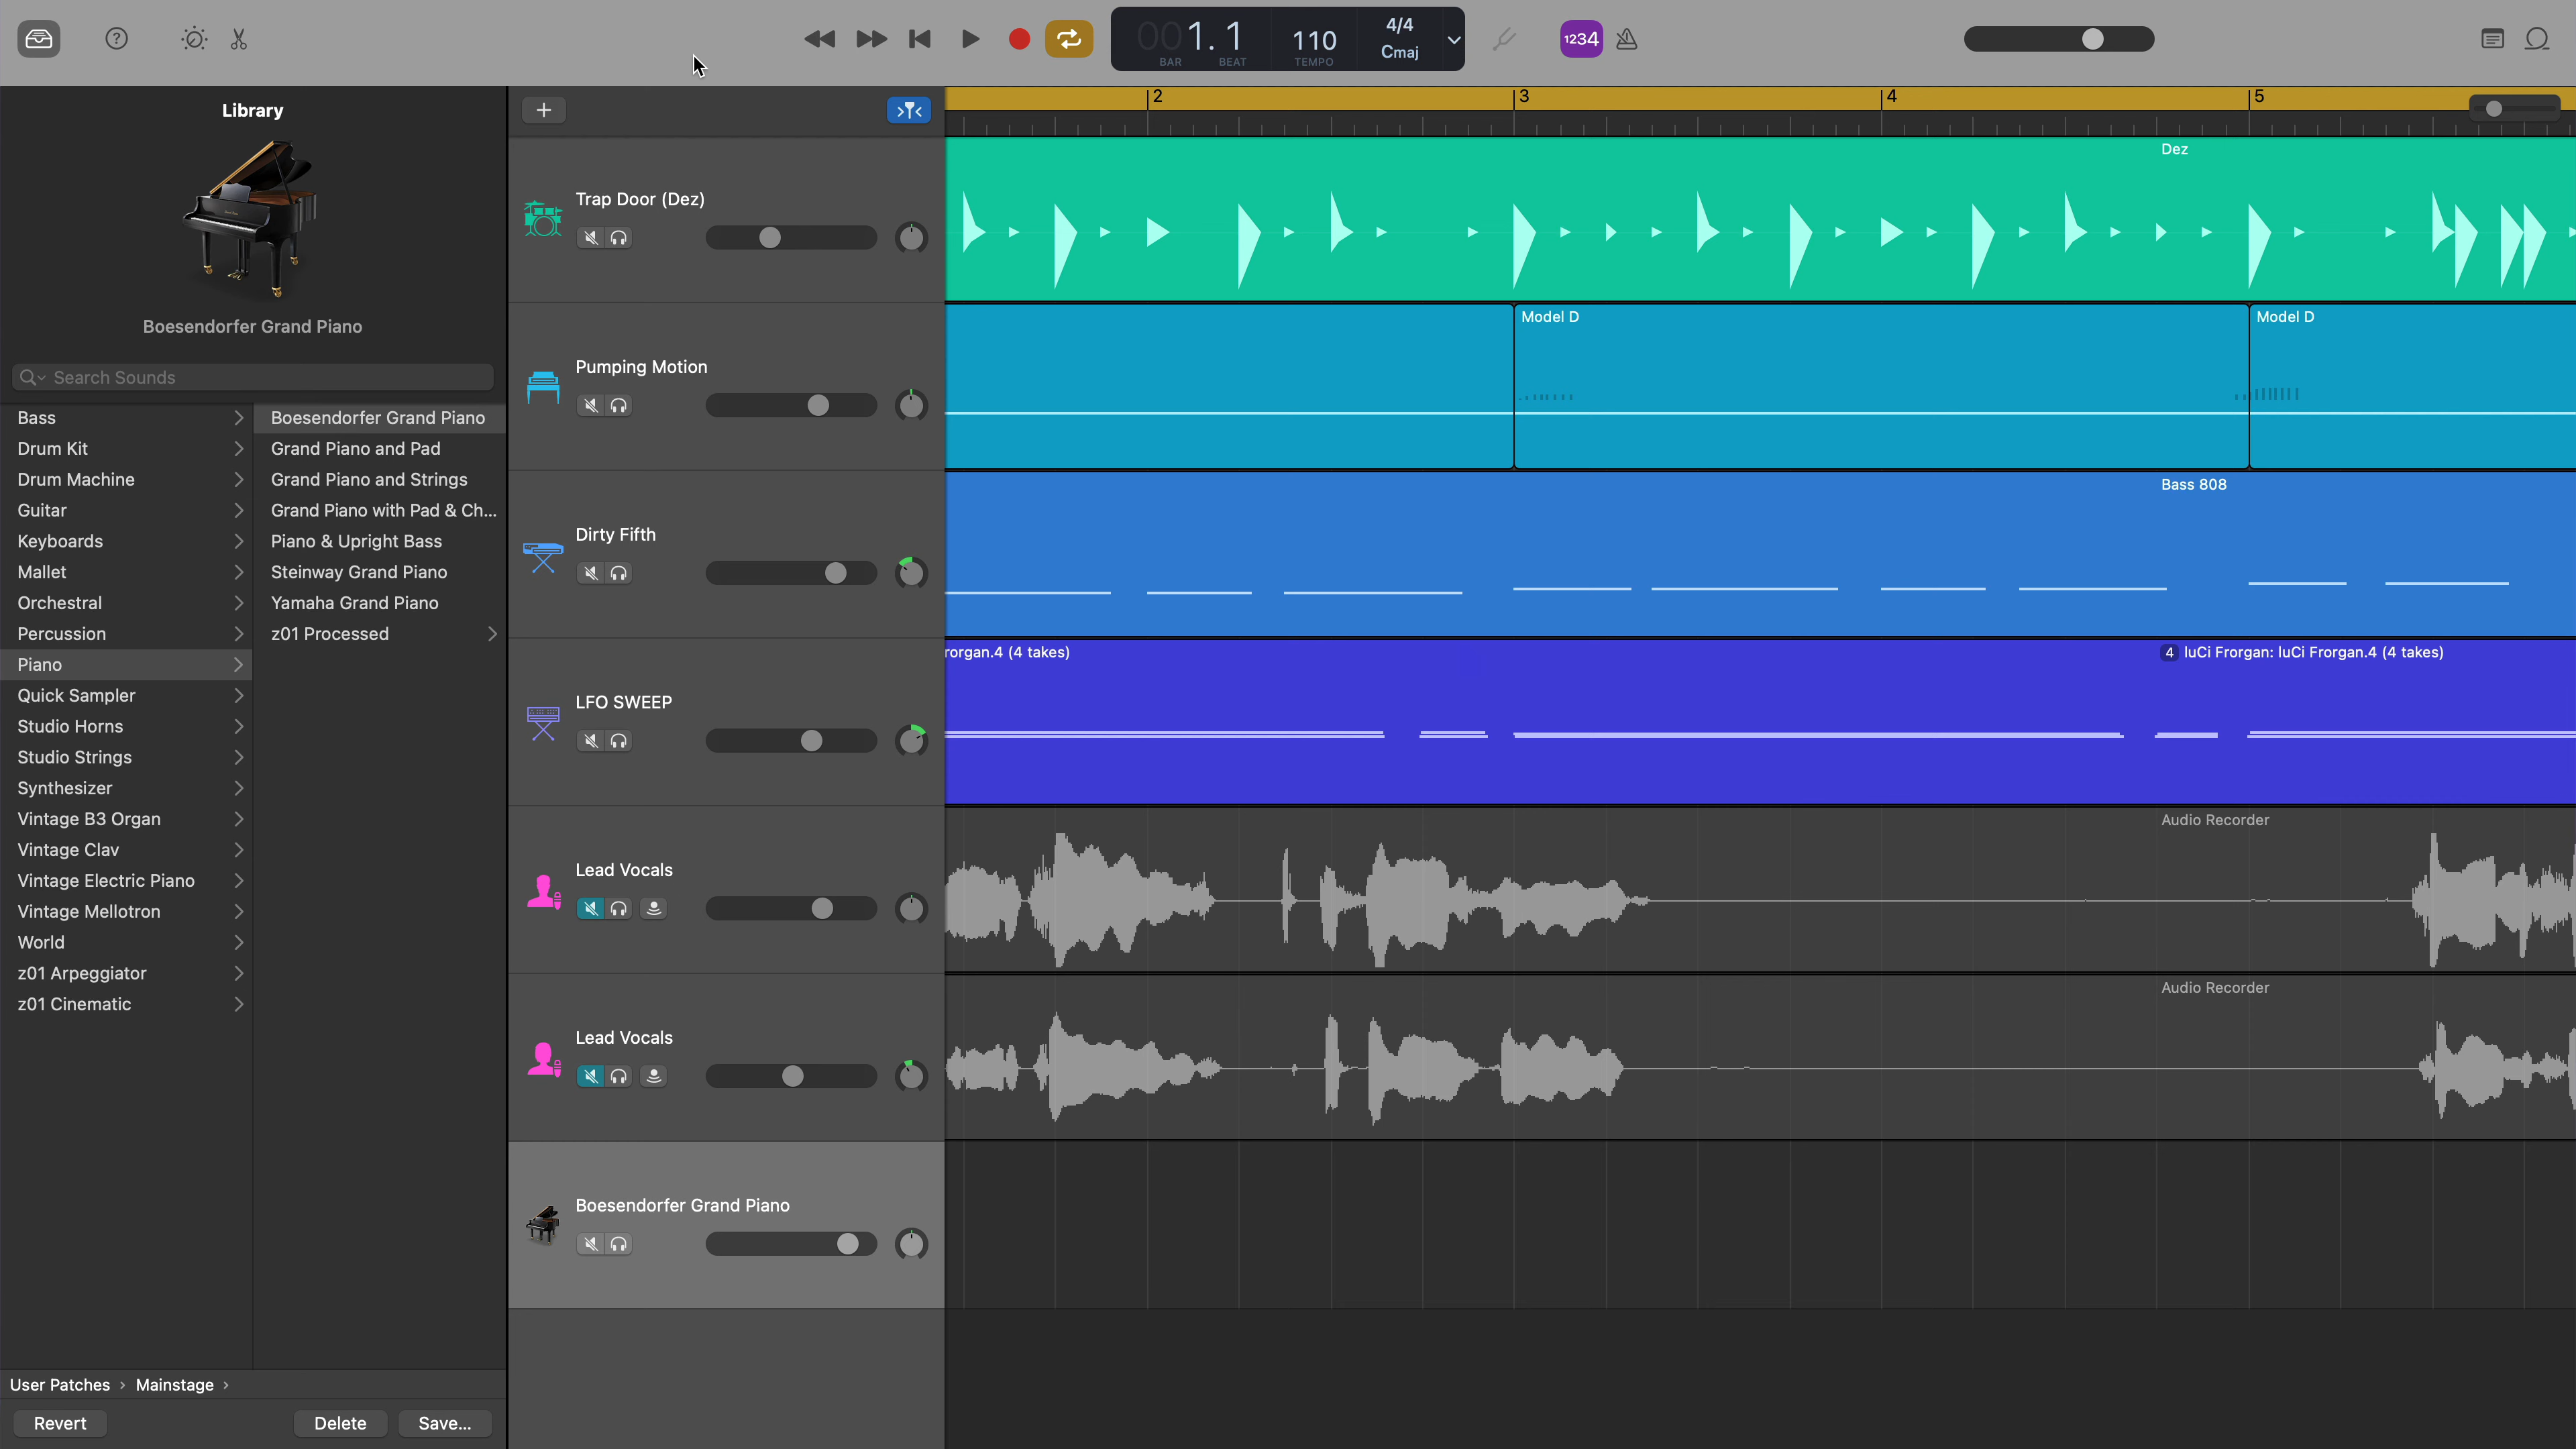 001. 1
BAR
BEAT
110
TEMPO
4/4
Cmaj
1234
Library
Boesendorfer Grand Piano
Search Sounds
Bass
Drum Kit
Drum Machine
Guitar
Keyboards
Mallet
Orchestral
Percussion
Piano
Quick Sampler
Studio Horns
Studio Strings
Synthesizer
Vintage B3 Organ
Vintage Clav
Vintage Electric Piano
Vintage Mellotron
World
z01 Arpeggiator
z01 Cinematic
Boesendorfer Grand Piano
Grand Piano and Pad
Grand Piano and Strings
Grand Piano with Pad & Ch...
Piano & Upright Bass
Steinway Grand Piano
Yamaha Grand Piano
z01 Processed
User Patches › Mainstage ›
Revert
Delete
Save...
Trap Door (Dez)
Pumping Motion
Dirty Fifth
LFO SWEEP
Lead Vocals
Lead Vocals
Boesendorfer Grand Piano
2
3
4
5
Dez
Model D
Model D
Bass 808
rorgan.4 (4 takes)
4 luCi Frorgan: luCi Frorgan.4 (4 takes)
Audio Recorder
Audio Recorder